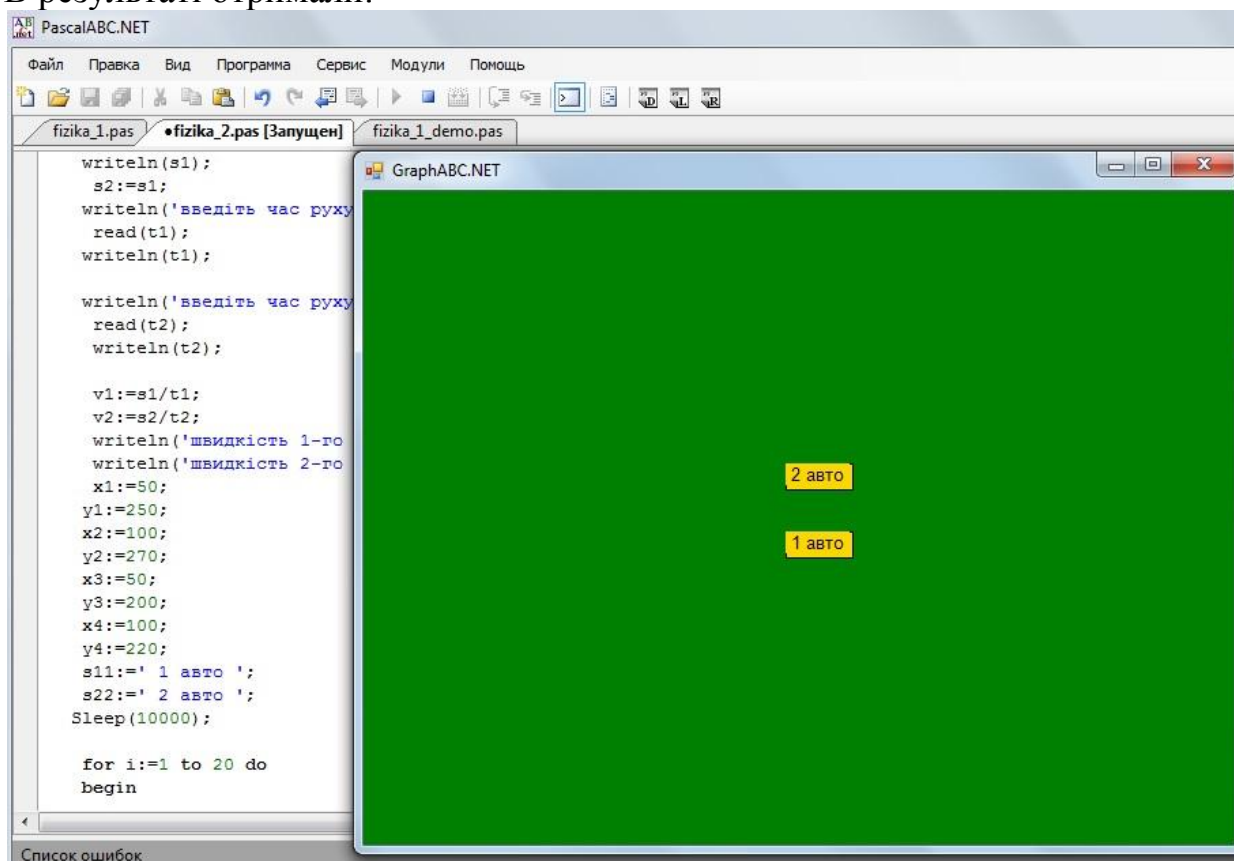 В результаті отримали:
PascalABC.NET
Файл Правка Вид Программа Сервис Модули Помощь
fizika_1.pas •fizika_2.pas [Запущен] fizika_1_demo.pas
writeln(s1);
s2:=s1;
writeln('введіть час руху
read(t1);
writeln(t1);
writeln('введіть час руху
read(t2);
writeln(t2);
v1:=s1/t1;
v2:=s2/t2;
writeln('швидкість 1-го
writeln('швидкість 2-го
x1:=50;
y1:=250;
x2:=100;
y2:=270;
x3:=50;
y3:=200;
x4:=100;
y4:=220;
s11:=' 1 авто ';
s22:=' 2 авто ';
Sleep(10000);
for i:=1 to 20 do
begin
GraphABC.NET
2 авто
1 авто
Список ошибок